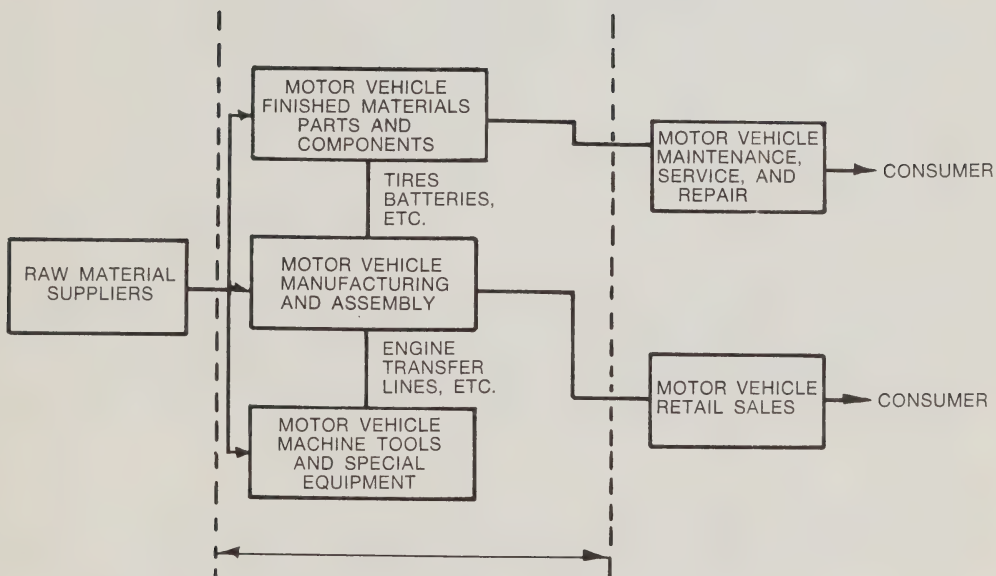 MOTOR VEHICLE
FINISHED MATERIALS
PARTS AND
COMPONENTS
MOTOR VEHICLE
MAINTENANCE,
SERVICE, AND
REPAIR
CONSUMER
TIRES
BATTERIES,
ETC.
RAW MATERIAL
SUPPLIERS
MOTOR VEHICLE
MANUFACTURING
AND ASSEMBLY
ENGINE
TRANSFER
LINES, ETC.
MOTOR VEHICLE
RETAIL SALES
CONSUMER
MOTOR VEHICLE
MACHINE TOOLS
AND SPECIAL
EQUIPMENT